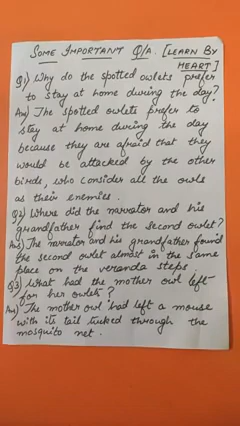 SOME IMPORTANT Q/A. [LEARN BY
HEART]
Q1) Why do the spotted owlets prefer
to stay at home during the day?
Ans) The spotted owlets prefer to
stay at home during the day
because they are afraid that they
would be attacked by the other
birds, who consider all the owls
as their enemies.
Q2) Where did the narrator and his
grandfather find the second owlet?
Ans) The narrator and his grandfather found
the second owlet almost in the same
place on the veranda steps.
Q3) What had the mother owl left
for her owlets?
Ans) The mother owl had left a mouse
with its tail tucked through the
mosquito net.